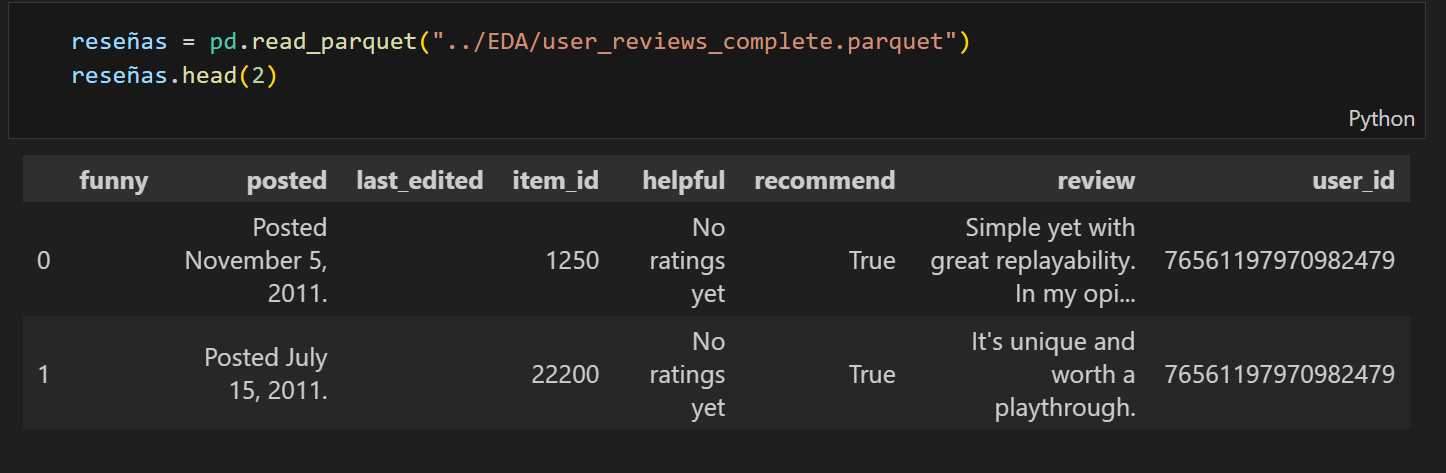 reseñas = pd.read_parquet("../EDA/user_reviews_complete.parquet")
reseñas.head(2)
Python
funny posted last_edited item_id helpful recommend review user_id
Posted No Simple yet with
0 November 5, 1250 ratings True great replayability. 76561197970982479
2011. yet In my opi...
No It's unique and
Posted July
1 22200 ratings True worth a 76561197970982479
15, 2011.
yet playthrough.